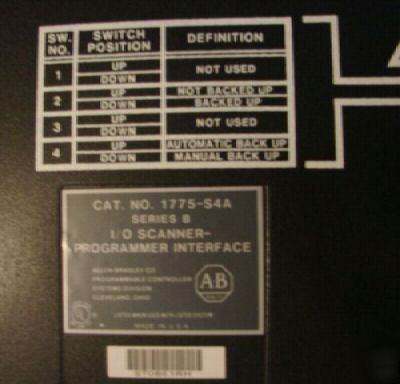 SW. NO. SWITCH POSITION DEFINITION
1 UP NOT USED
DOWN
2 UP NOT BACKED UP
DOWN BACKED UP
3 UP NOT USED
DOWN
4 UP AUTOMATIC BACK UP
DOWN MANUAL BACK UP
CAT. NO. 1775-S4A
SERIES B
I/O SCANNER-
PROGRAMMER INTERFACE
ALLEN-BRADLEY CO.
PROGRAMMABLE CONTROLLER
SYSTEMS DIVISION
CLEVELAND, OHIO
AB
MADE IN U.S.A.